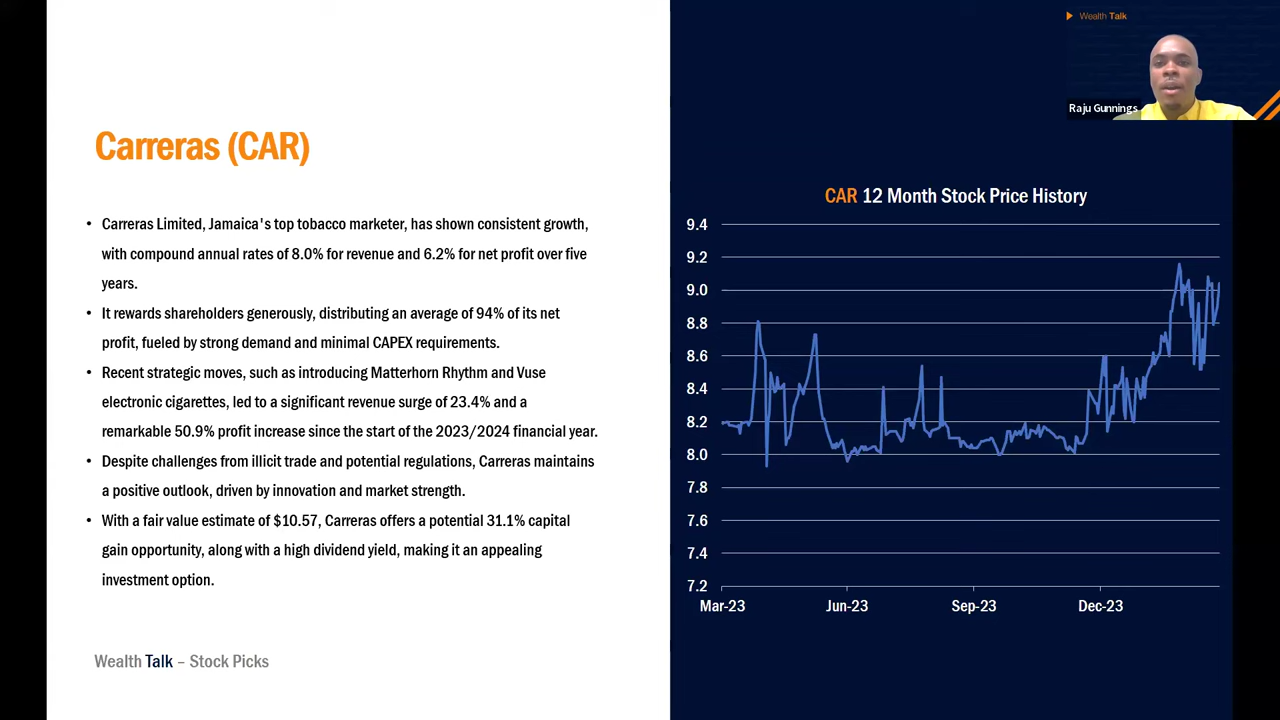 Wealth Talk
Raju Gunnings
Carreras (CAR)
• Carreras Limited, Jamaica's top tobacco marketer, has shown consistent growth,
with compound annual rates of 8.0% for revenue and 6.2% for net profit over five
years.
• It rewards shareholders generously, distributing an average of 94% of its net
profit, fueled by strong demand and minimal CAPEX requirements.
• Recent strategic moves, such as introducing Matterhorn Rhythm and Vuse
electronic cigarettes, led to a significant revenue surge of 23.4% and a
remarkable 50.9% profit increase since the start of the 2023/2024 financial year.
• Despite challenges from illicit trade and potential regulations, Carreras maintains
a positive outlook, driven by innovation and market strength.
• With a fair value estimate of $10.57, Carreras offers a potential 31.1% capital
gain opportunity, along with a high dividend yield, making it an appealing
investment option.
Wealth Talk – Stock Picks
CAR 12 Month Stock Price History
9.4
9.2
9.0
8.8
8.6
8.4
8.2
8.0
7.8
7.6
7.4
7.2
Mar-23 Jun-23 Sep-23 Dec-23